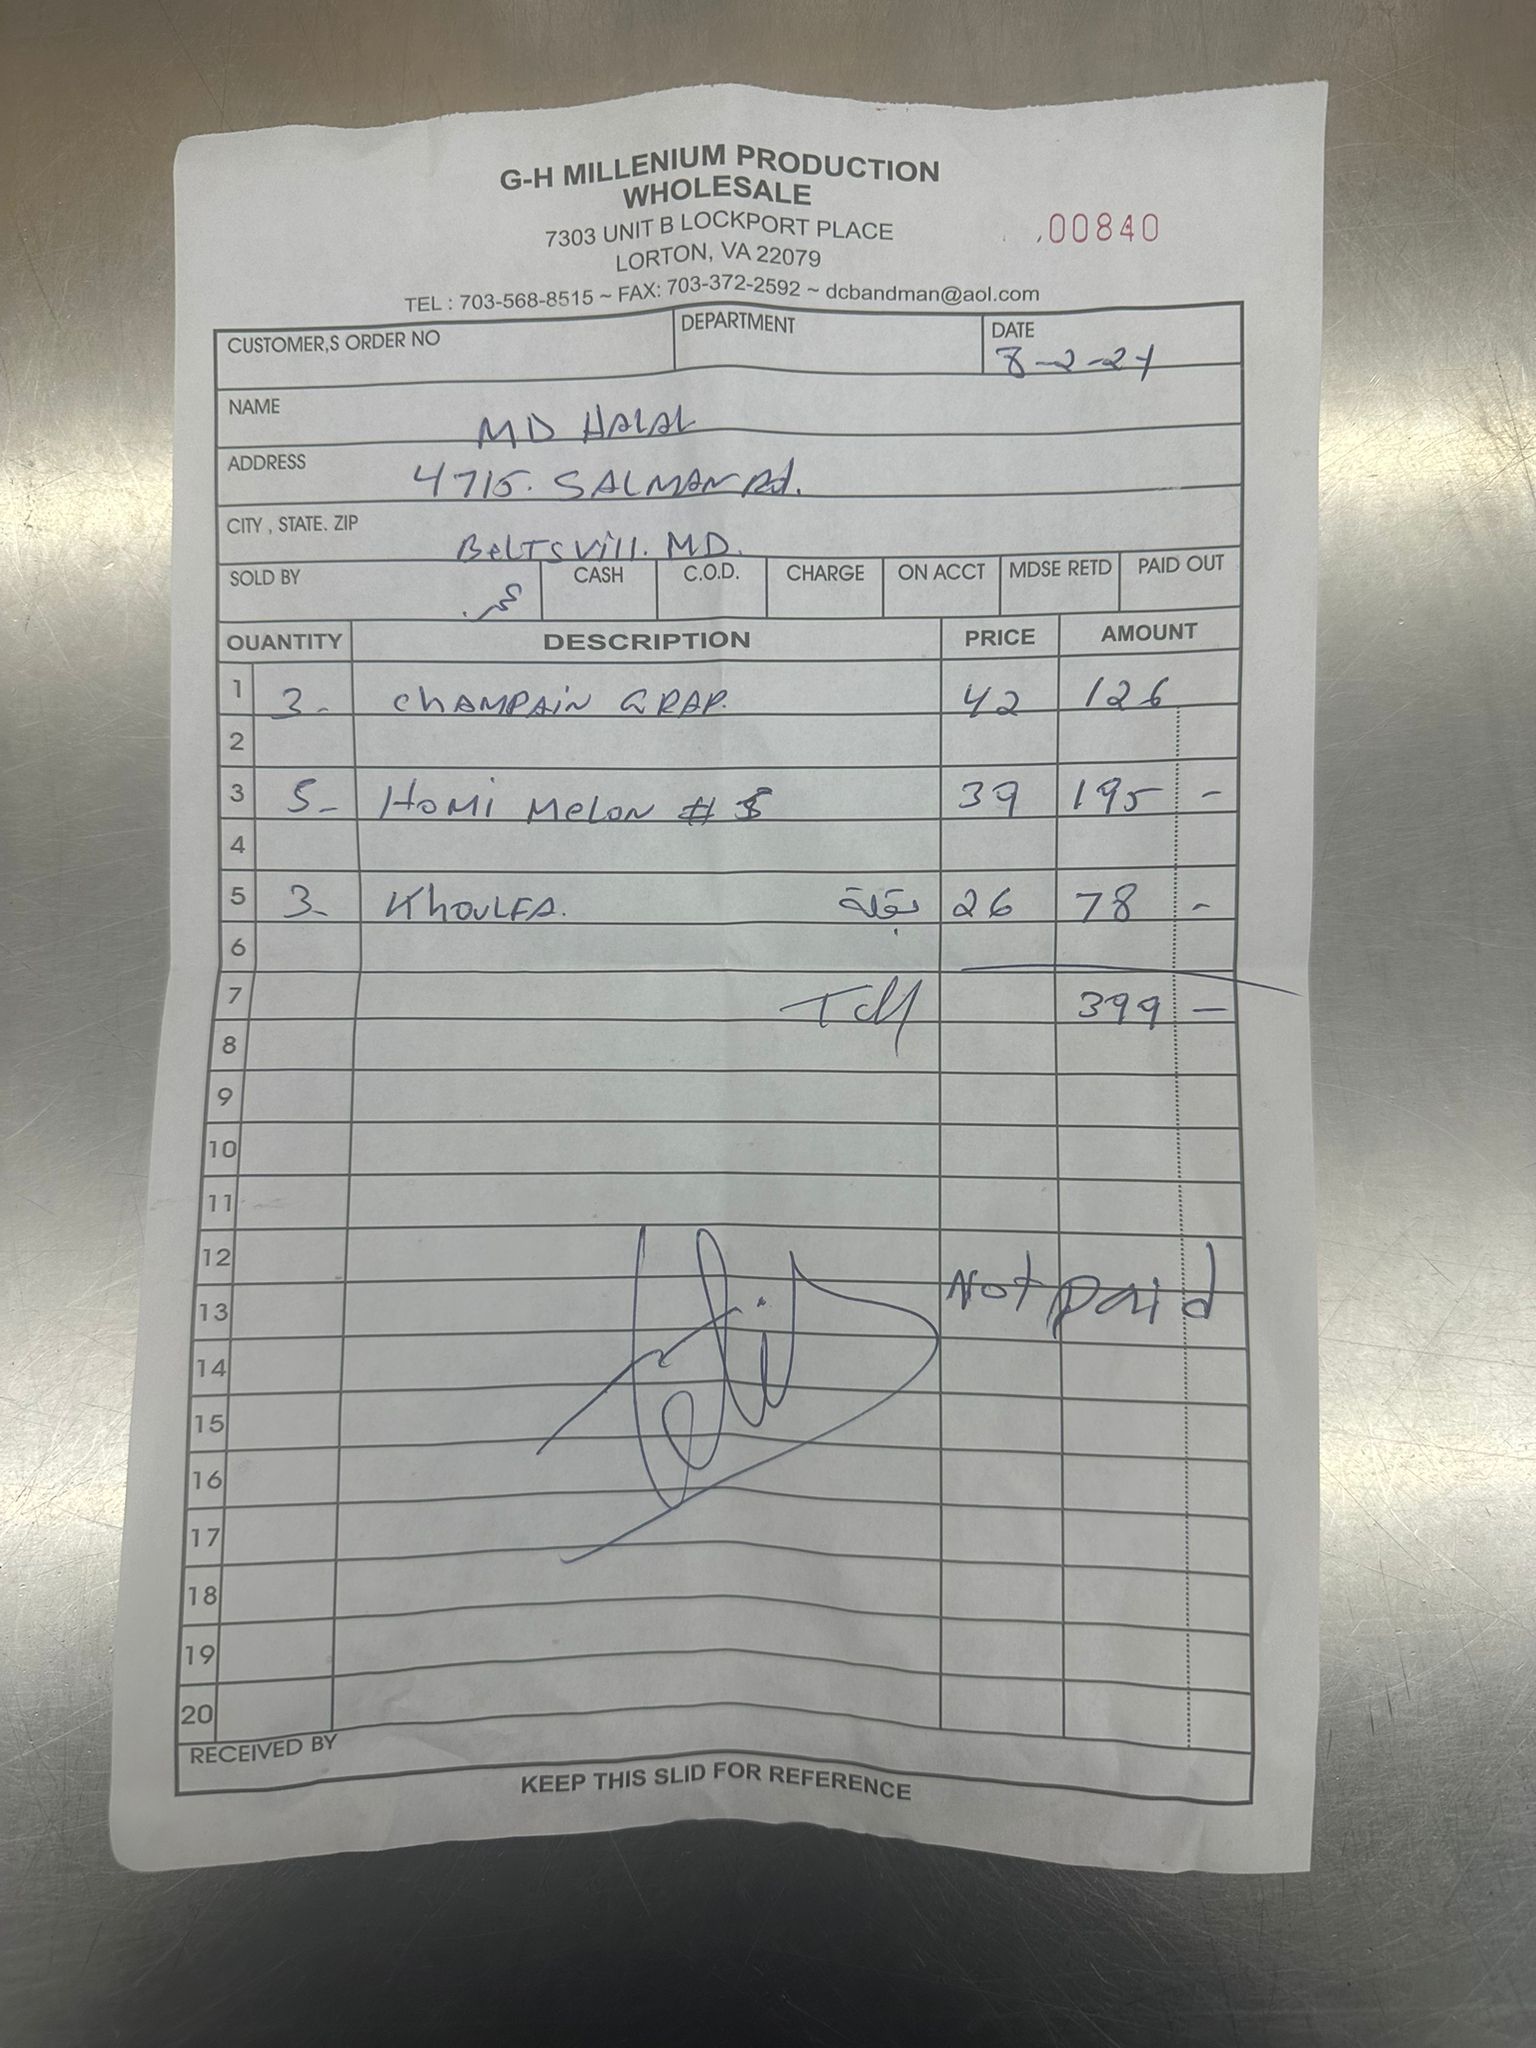 G-H MILLENIUM PRODUCTION
WHOLESALE
7303 UNIT B LOCKPORT PLACE
.00840
LORTON, VA 22079
TEL : 703-568-8515 ~ FAX: 703-372-2592 ~ dcbandman@aol.com
CUSTOMER,S ORDER NO DEPARTMENT DATE
8-2-24
NAME MD HALAL
ADDRESS 4715. SALMAN Rd.
CITY , STATE. ZIP BeLTSVill. MD.
SOLD BY CASH C.O.D. CHARGE ON ACCT MDSE RETD PAID OUT
QUANTITY DESCRIPTION PRICE AMOUNT
1 3- CHAMPAiN GRAP. 42 126
2
3 5- HOMi MeLON # 42 39 195 -
4
5 3- KHOULFA. بقلة 26 78 -
6
7 399 -
8
9
10
11
12
13 Not paid
14
15
16
17
18
19
20
RECEIVED BY
KEEP THIS SLID FOR REFERENCE